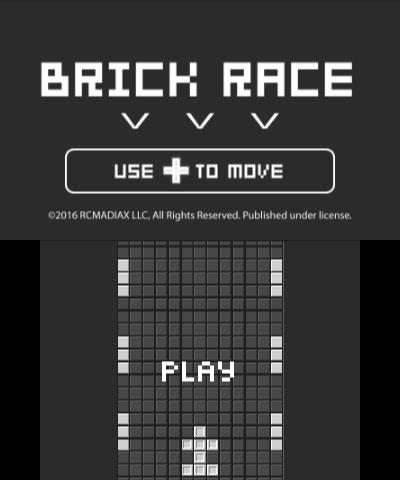 BRICK RACE
USE TO MOVE
©2016 RCMADIAX LLC, All Rights Reserved. Published under license.
PLAY